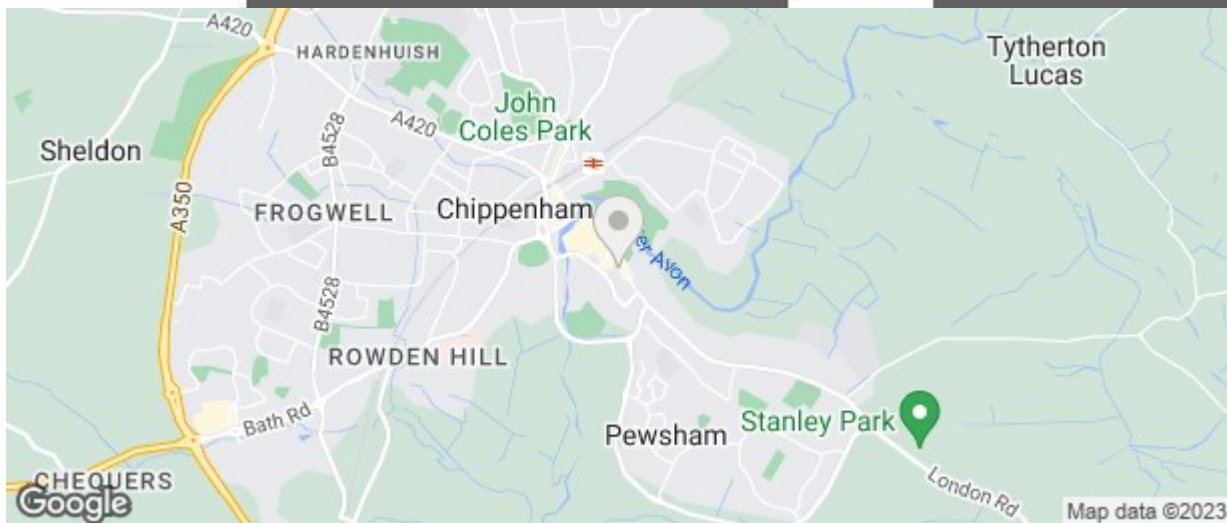 A420
HARDENHUISH
Tytherton
Lucas
John
Coles Park
A420
B4528
Sheldon
A350
FROGWELL
Chippenham
Avon
B4528
ROWDEN HILL
Bath Rd
Pewsham
Stanley Park
CHEQUERS
London Rd
Google
Map data ©2023